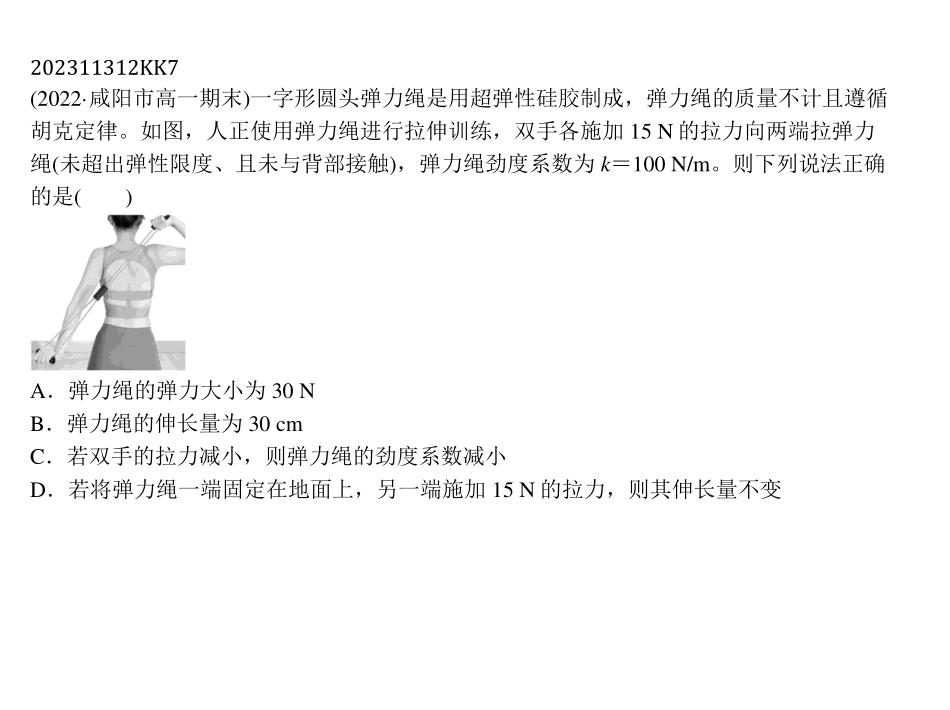 202311312KK7
(2022·咸阳市高一期末)一字形圆头弹力绳是用超弹性硅胶制成，弹力绳的质量不计且遵循
胡克定律。如图，人正使用弹力绳进行拉伸训练，双手各施加 15 N 的拉力向两端拉弹力
绳(未超出弹性限度、且未与背部接触)，弹力绳劲度系数为 k＝100 N/m。则下列说法正确
的是(　　)
A．弹力绳的弹力大小为 30 N
B．弹力绳的伸长量为 30 cm
C．若双手的拉力减小，则弹力绳的劲度系数减小
D．若将弹力绳一端固定在地面上，另一端施加 15 N 的拉力，则其伸长量不变